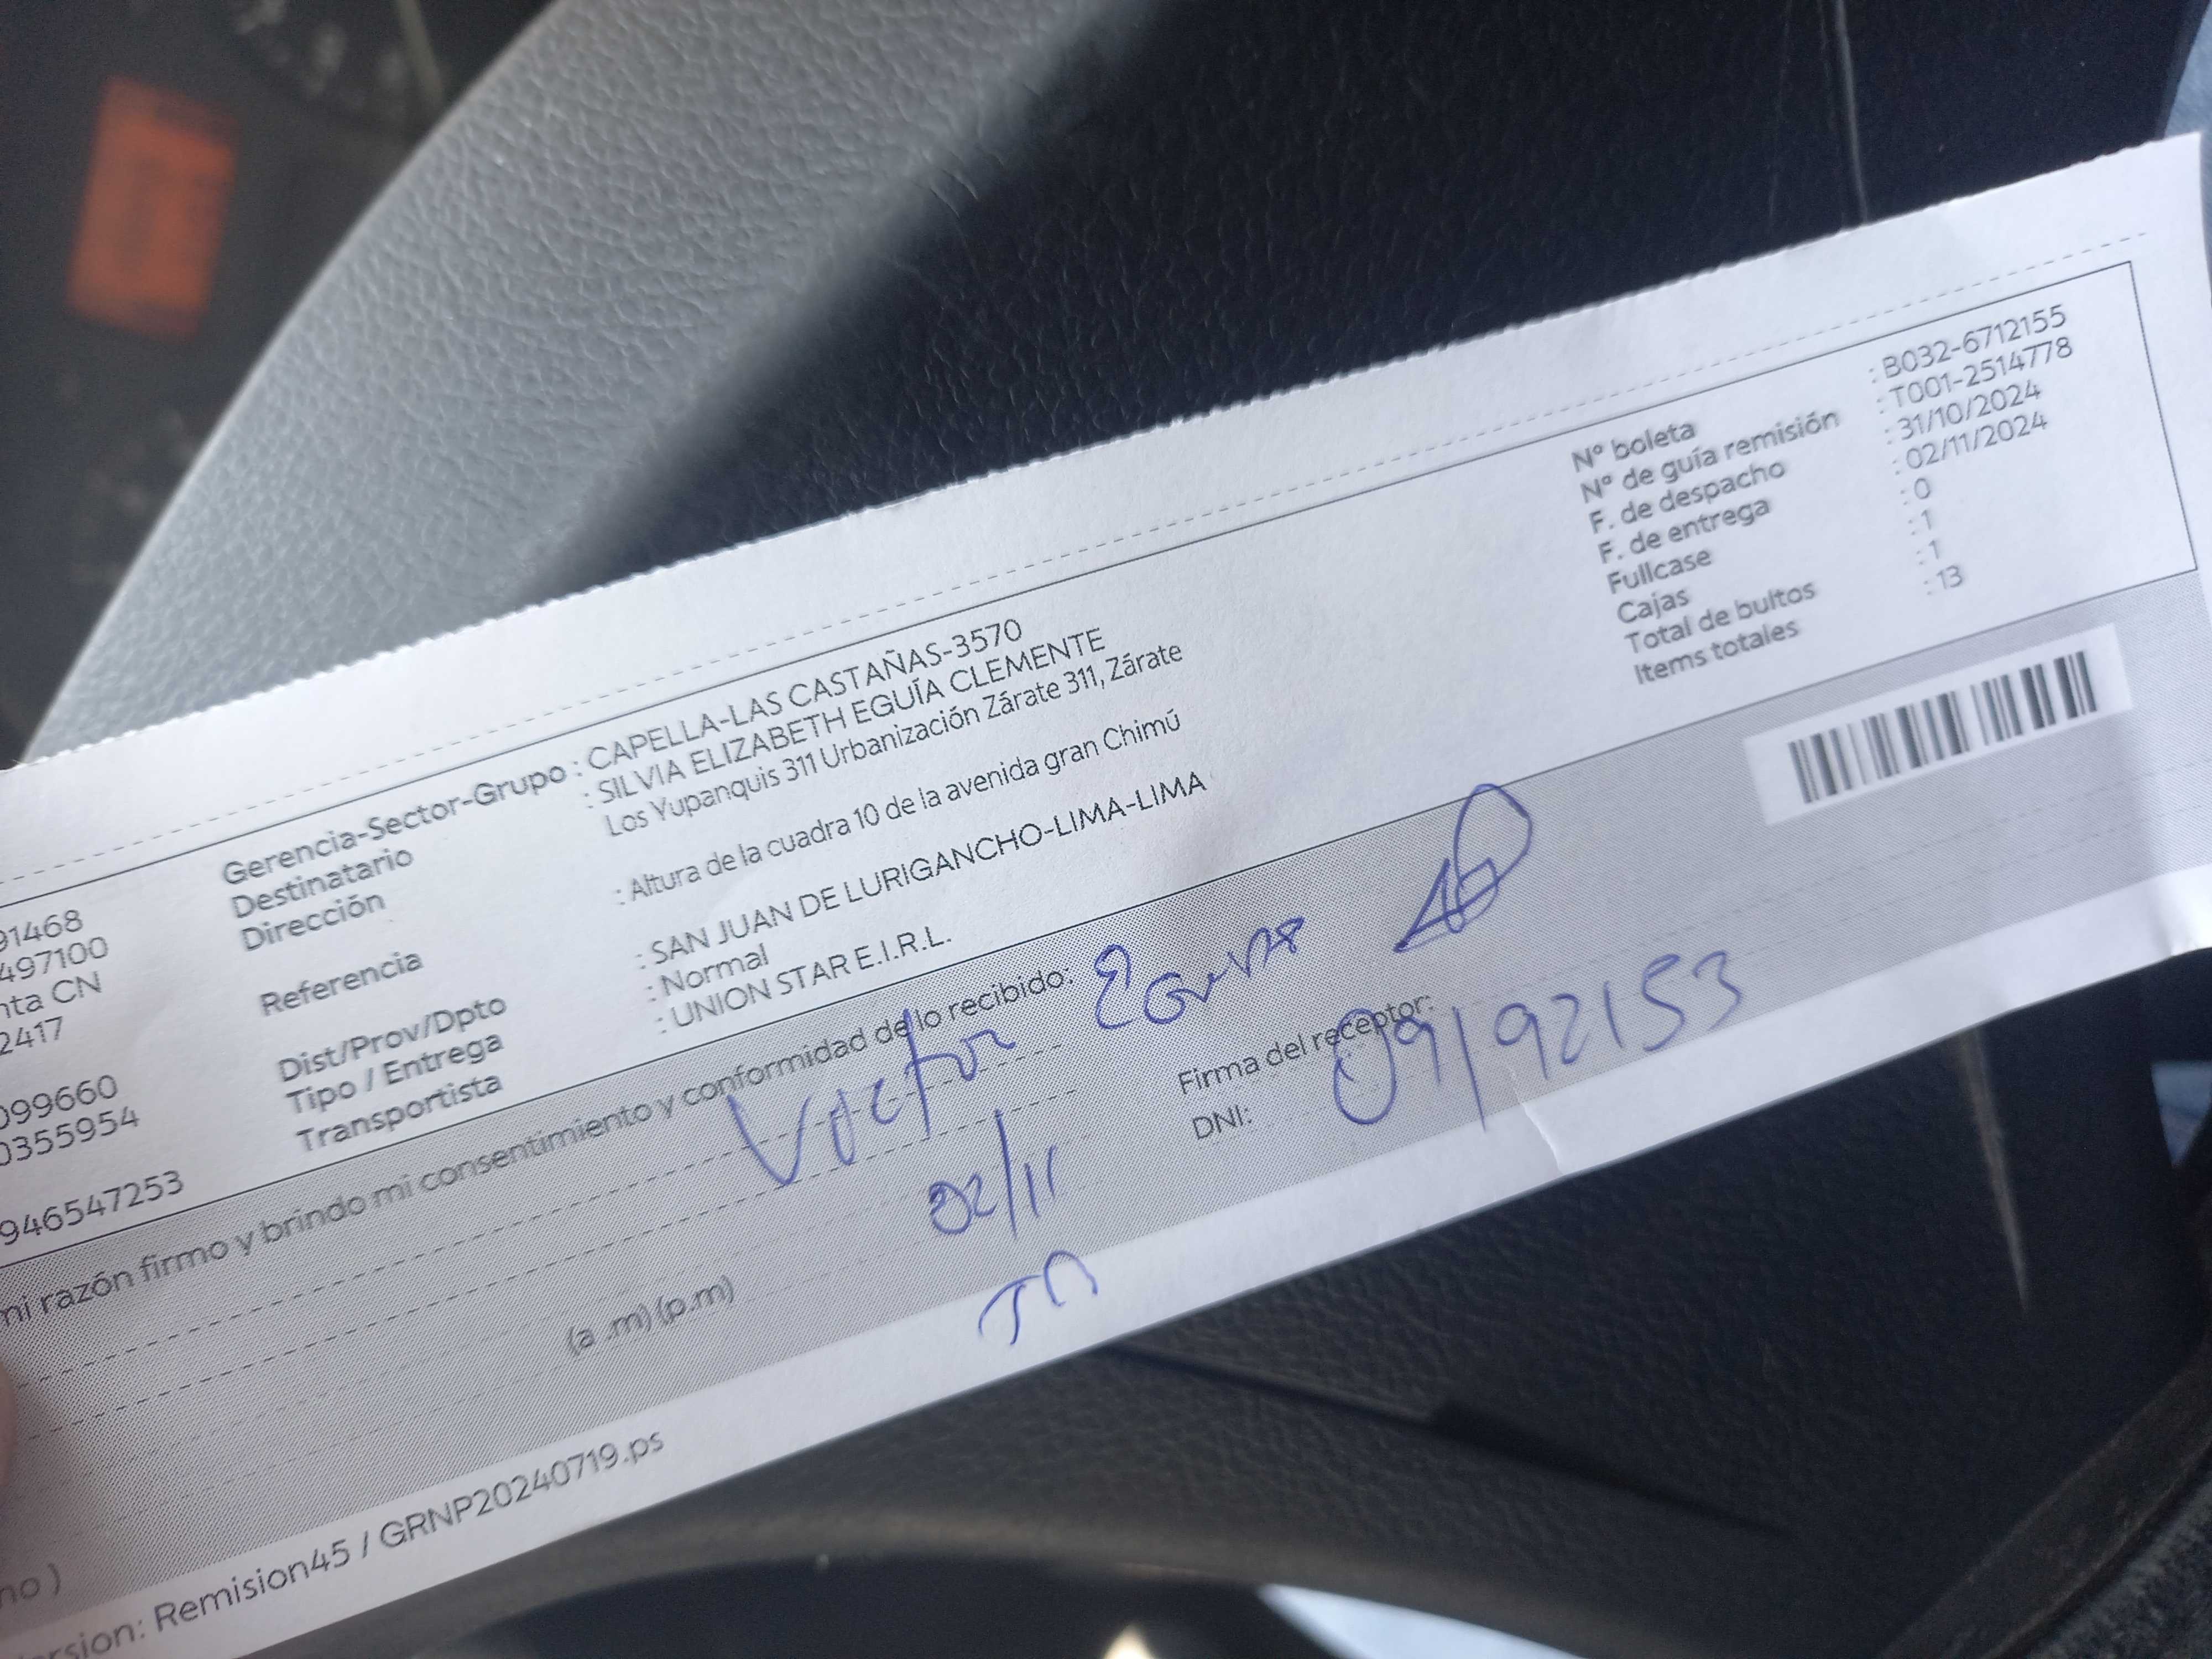 91468
497100
nta CN
2417
099660
0355954
946547253
Gerencia-Sector-Grupo : CAPELLA-LAS CASTAÑAS-3570
Destinatario : SILVIA ELIZABETH EGUÍA CLEMENTE
Dirección Los Yupanquis 311 Urbanización Zárate 311, Zárate
Referencia : Altura de la cuadra 10 de la avenida gran Chimú
Dist/Prov/Dpto : SAN JUAN DE LURIGANCHO-LIMA-LIMA
Tipo / Entrega : Normal
Transportista : UNION STAR E.I.R.L.
N° boleta : B032-6712155
N° de guía remisión : T001-2514778
F. de despacho : 31/10/2024
F. de entrega : 02/11/2024
Fullcase : 0
Cajas : 1
Total de bultos : 1
Items totales : 13
mi razón firmo y brindo mi consentimiento y conformidad de lo recibido:
Firma del receptor:
DNI: 09192153
02/11
(a .m) (p.m)
no )
ersion: Remision45 / GRNP20240719.ps